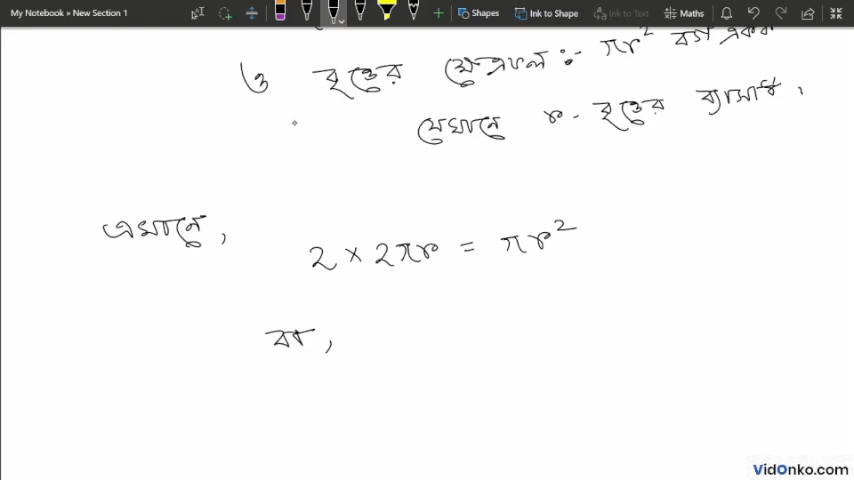 My Notebook » New Section 1
Shapes
Ink to Shape
Ink to Text
Maths
ও বৃত্তের ক্ষেত্রফল :- πr² বর্গ একক
যেখানে r - বৃত্তের ব্যাসার্ধ ।
এখানে,
2 × 2πr = πr²
বা,
VidOnko.com